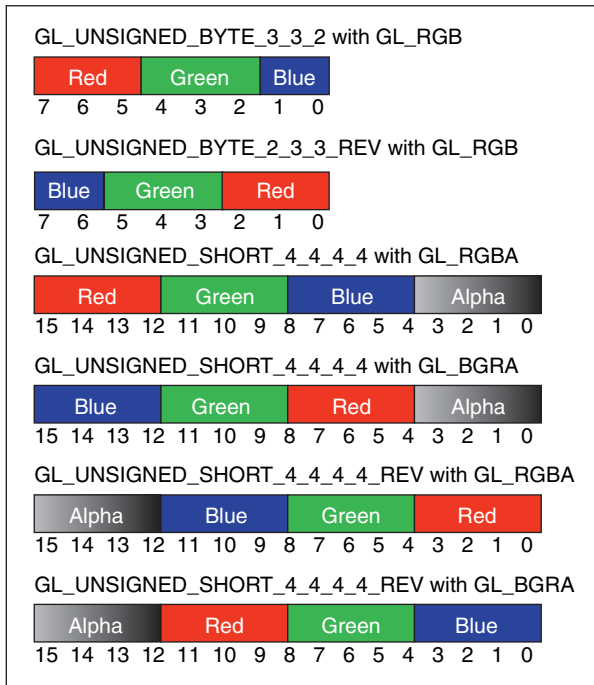 GL_UNSIGNED_BYTE_3_3_2 with GL_RGB
Red Green Blue
7 6 5 4 3 2 1 0
GL_UNSIGNED_BYTE_2_3_3_REV with GL_RGB
Blue Green Red
7 6 5 4 3 2 1 0
GL_UNSIGNED_SHORT_4_4_4_4 with GL_RGBA
Red Green Blue Alpha
15 14 13 12 11 10 9 8 7 6 5 4 3 2 1 0
GL_UNSIGNED_SHORT_4_4_4_4 with GL_BGRA
Blue Green Red Alpha
15 14 13 12 11 10 9 8 7 6 5 4 3 2 1 0
GL_UNSIGNED_SHORT_4_4_4_4_REV with GL_RGBA
Alpha Blue Green Red
15 14 13 12 11 10 9 8 7 6 5 4 3 2 1 0
GL_UNSIGNED_SHORT_4_4_4_4_REV with GL_BGRA
Alpha Red Green Blue
15 14 13 12 11 10 9 8 7 6 5 4 3 2 1 0